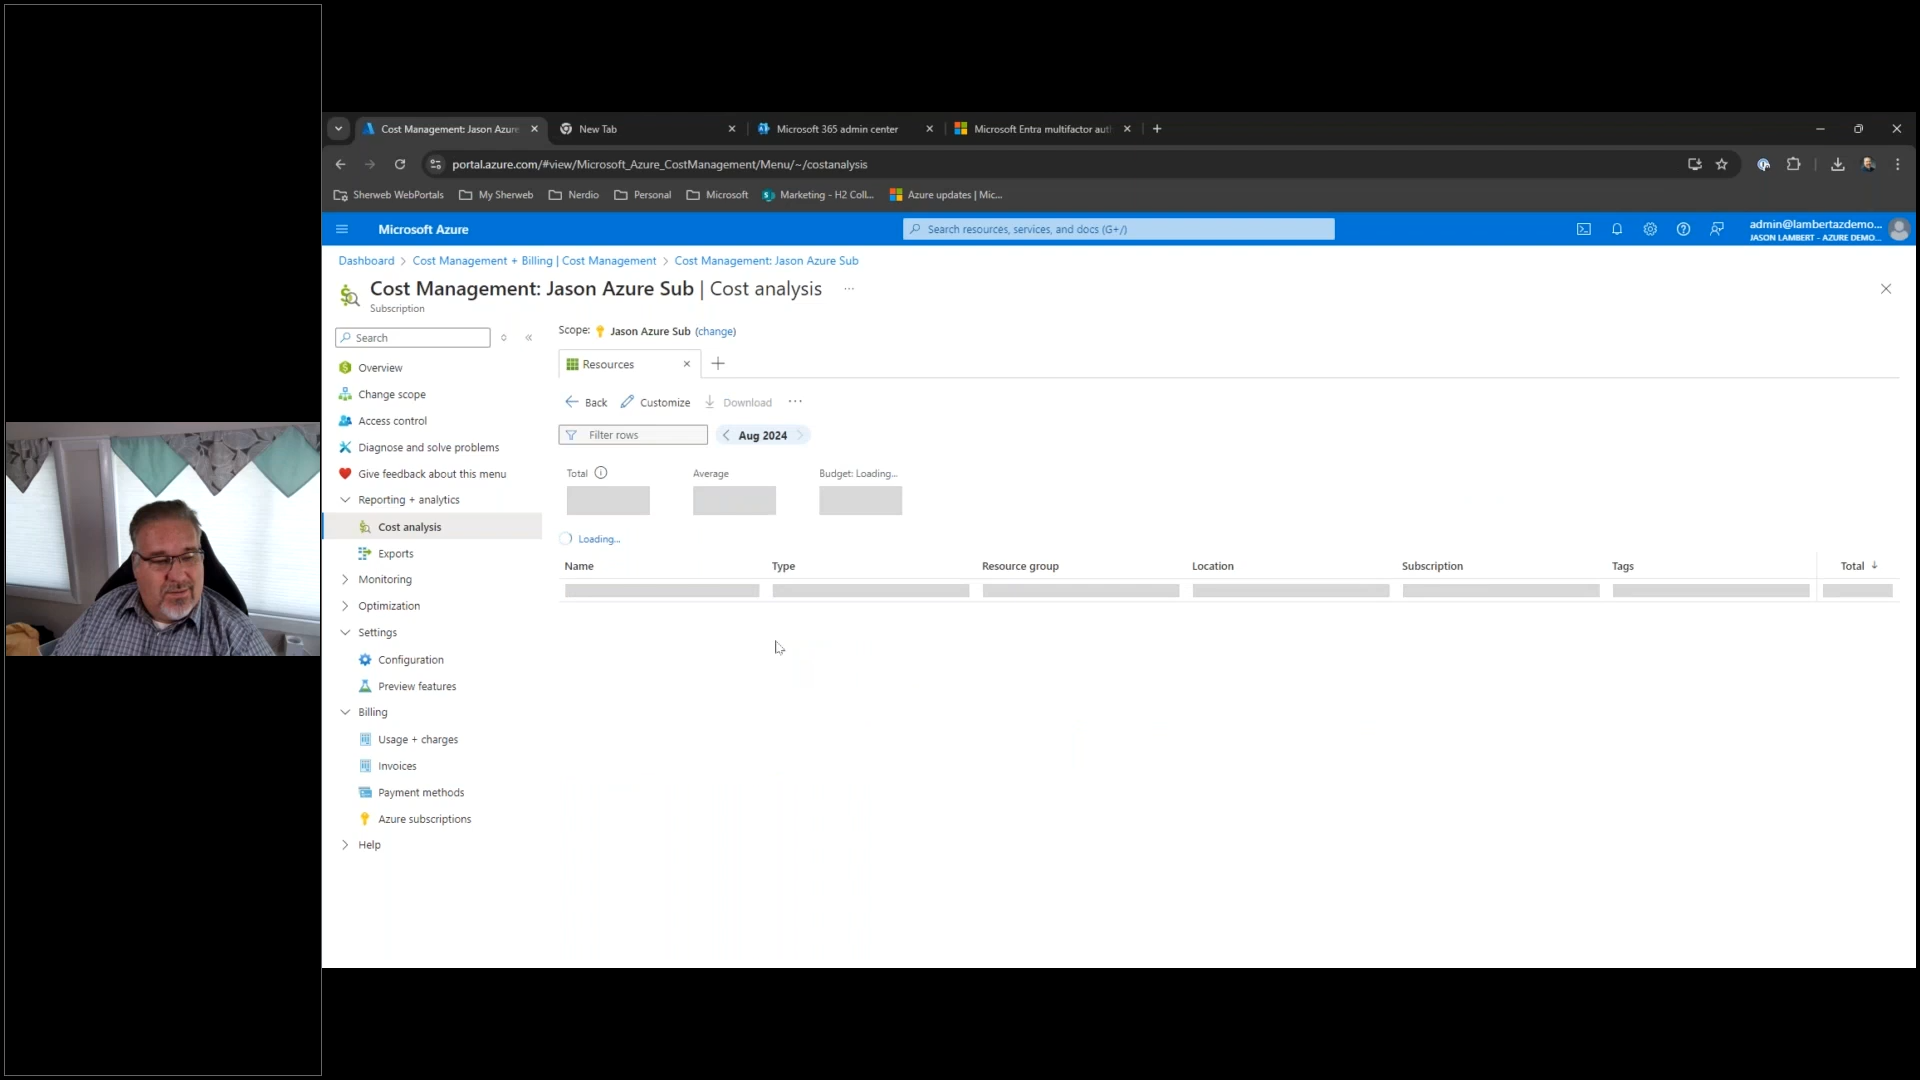 Cost Management: Jason Azure
New Tab
Microsoft 365 admin center
Microsoft Entra multifactor aut
portal.azure.com/#view/Microsoft_Azure_CostManagement/Menu/~/costanalysis
Sherweb WebPortals
My Sherweb
Nerdio
Personal
Microsoft
Marketing - H2 Coll...
Azure updates | Mic...
Microsoft Azure
Search resources, services, and docs (G+/)
admin@lambertazdemo...
JASON LAMBERT - AZURE DEMO...
Dashboard > Cost Management + Billing | Cost Management > Cost Management: Jason Azure Sub
Cost Management: Jason Azure Sub | Cost analysis ...
Subscription
Search
Overview
Change scope
Access control
Diagnose and solve problems
Give feedback about this menu
Reporting + analytics
Cost analysis
Exports
Monitoring
Optimization
Settings
Configuration
Preview features
Billing
Usage + charges
Invoices
Payment methods
Azure subscriptions
Help
Scope: Jason Azure Sub (change)
Resources
Back
Customize
Download
...
Filter rows
Aug 2024
Total
Average
Budget: Loading...
Loading...
Name
Type
Resource group
Location
Subscription
Tags
Total ↓